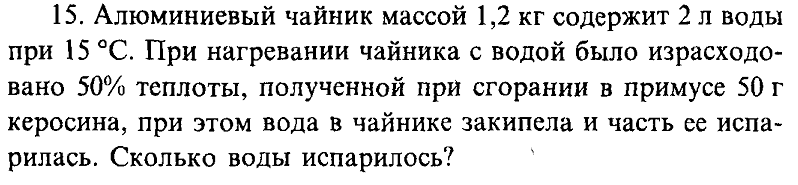 15. Алюминиевый чайник массой 1,2 кг содержит 2 л воды
при 15 °C. При нагревании чайника с водой было израсходо-
вано 50% теплоты, полученной при сгорании в примусе 50 г
керосина, при этом вода в чайнике закипела и часть ее испа-
рилась. Сколько воды испарилось?